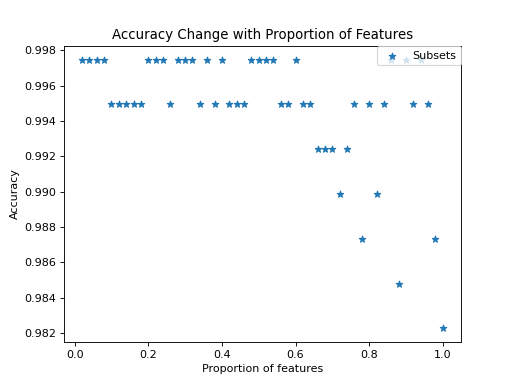 Accuracy Change with Proportion of Features
Subsets
0.998
0.996
0.994
0.992
0.990
0.988
0.986
0.984
0.982
Accuracy
0.0 0.2 0.4 0.6 0.8 1.0
Proportion of features